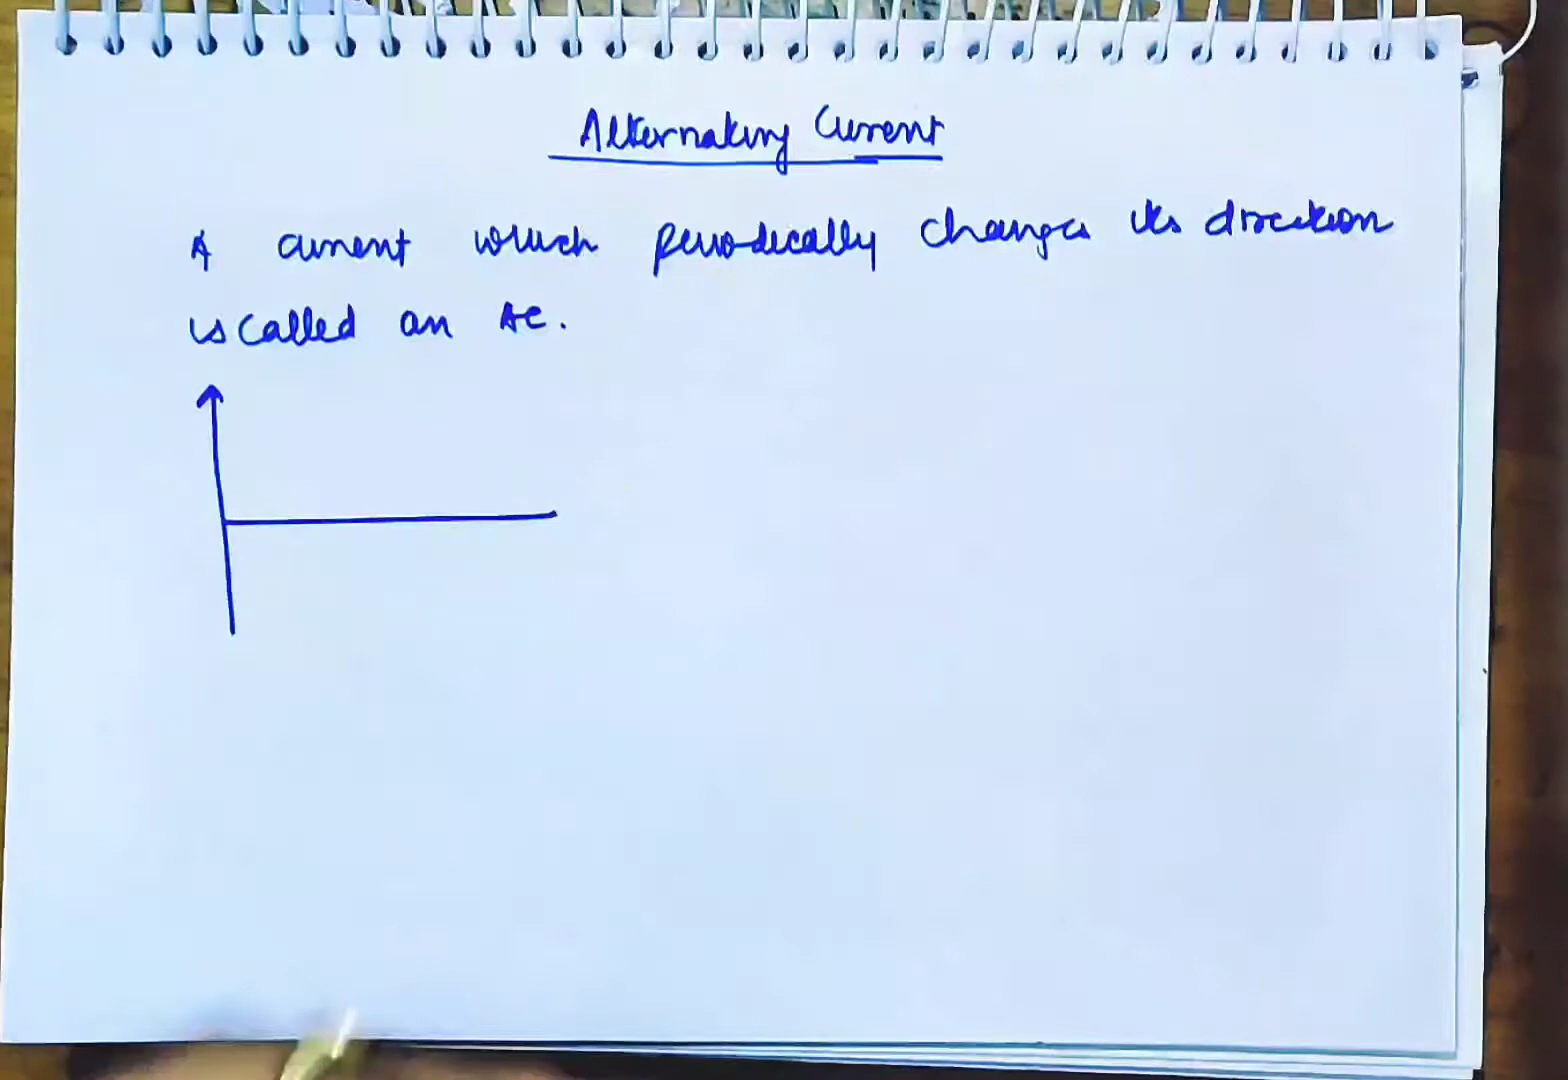 Alternating Current
A current which periodically changes its direction
is called an AC.